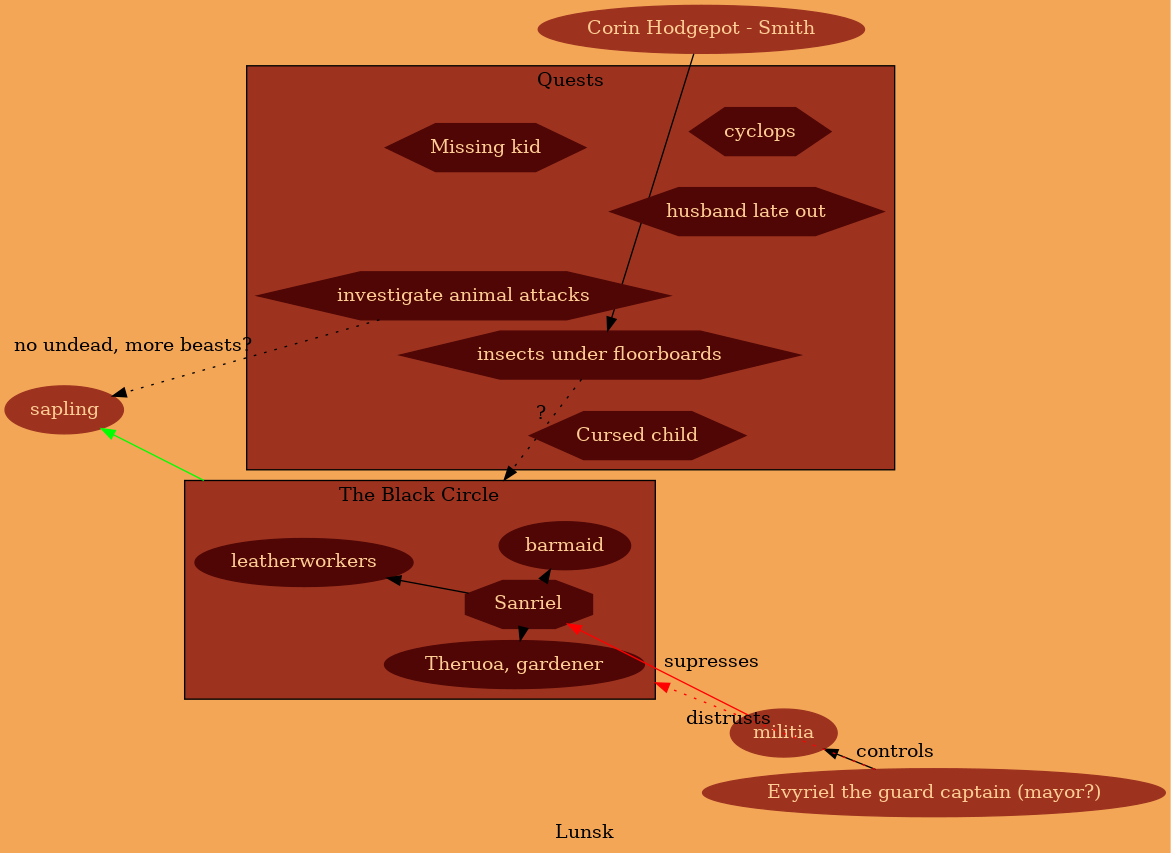 Corin Hodgepot - Smith
Quests
cyclops
Missing kid
husband late out
investigate animal attacks
no undead, more beasts?
insects under floorboards
sapling
?
Cursed child
The Black Circle
barmaid
leatherworkers
Sanriel
Theruoa, gardener
supresses
distrusts
militia
controls
Evyriel the guard captain (mayor?)
Lunsk